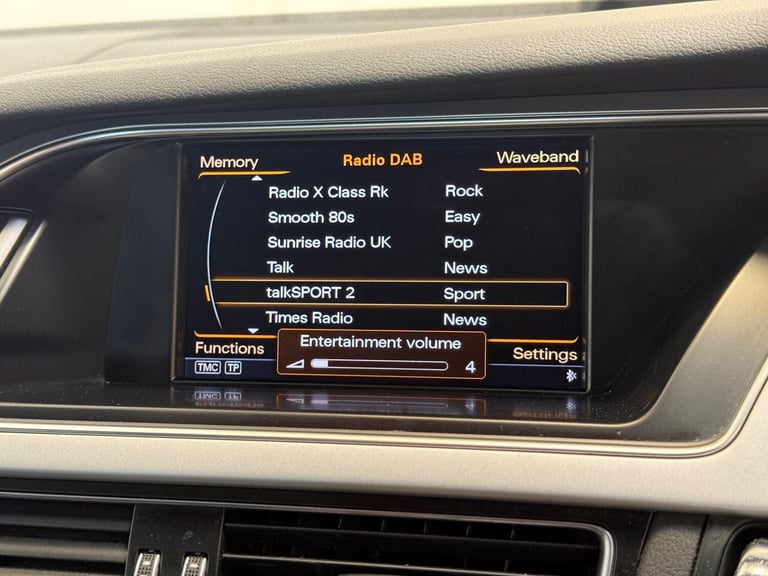 Memory Radio DAB Waveband
Radio X Class Rk Rock
Smooth 80s Easy
Sunrise Radio UK Pop
Talk News
talkSPORT 2 Sport
Times Radio News
Entertainment volume
Functions Settings
TMC TP 4